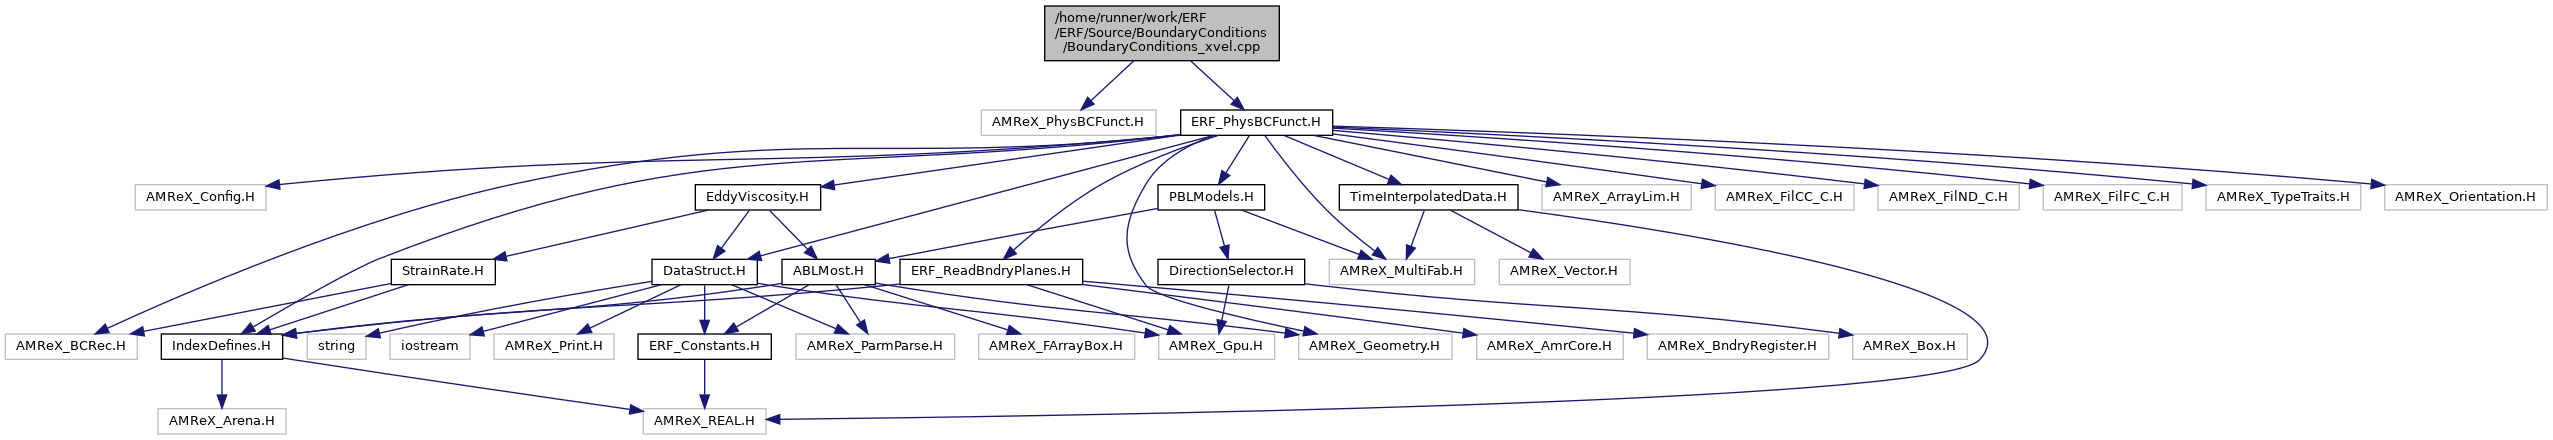 /home/runner/work/ERF
/ERF/Source/BoundaryConditions
/BoundaryConditions_xvel.cpp
AMReX_PhysBCFunct.H
ERF_PhysBCFunct.H
AMReX_Config.H
EddyViscosity.H
PBLModels.H
TimeInterpolatedData.H
AMReX_ArrayLim.H
AMReX_FilCC_C.H
AMReX_FilND_C.H
AMReX_FilFC_C.H
AMReX_TypeTraits.H
AMReX_Orientation.H
StrainRate.H
DataStruct.H
ABLMost.H
ERF_ReadBndryPlanes.H
DirectionSelector.H
AMReX_MultiFab.H
AMReX_Vector.H
AMReX_BCRec.H
IndexDefines.H
string
iostream
AMReX_Print.H
ERF_Constants.H
AMReX_ParmParse.H
AMReX_FArrayBox.H
AMReX_Gpu.H
AMReX_Geometry.H
AMReX_AmrCore.H
AMReX_BndryRegister.H
AMReX_Box.H
AMReX_Arena.H
AMReX_REAL.H